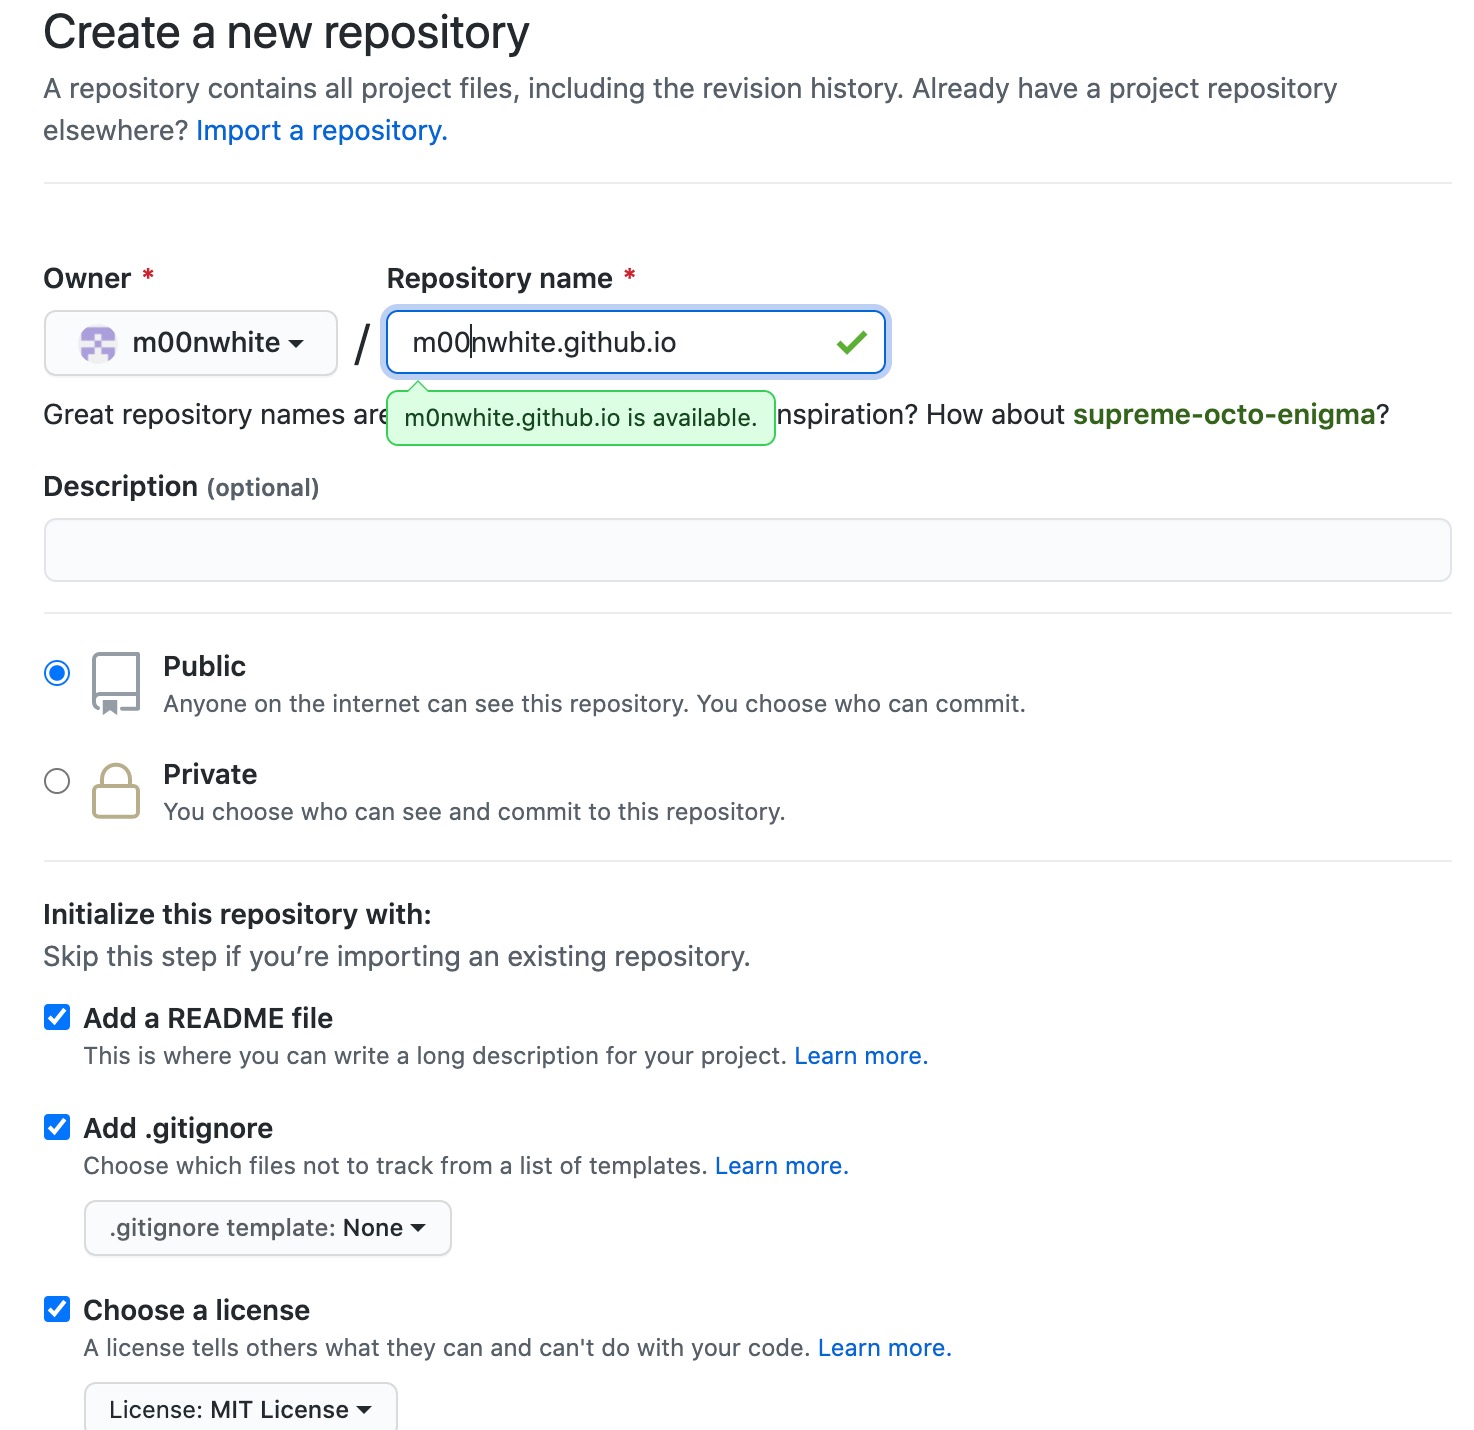 Create a new repository
A repository contains all project files, including the revision history. Already have a project repository
elsewhere? Import a repository.
Owner *
Repository name *
m00nwhite
/
m00nwhite.github.io
Great repository names are
m0nwhite.github.io is available.
nspiration? How about supreme-octo-enigma?
Description (optional)
Public
Anyone on the internet can see this repository. You choose who can commit.
Private
You choose who can see and commit to this repository.
Initialize this repository with:
Skip this step if you’re importing an existing repository.
Add a README file
This is where you can write a long description for your project. Learn more.
Add .gitignore
Choose which files not to track from a list of templates. Learn more.
.gitignore template: None
Choose a license
A license tells others what they can and can't do with your code. Learn more.
License: MIT License